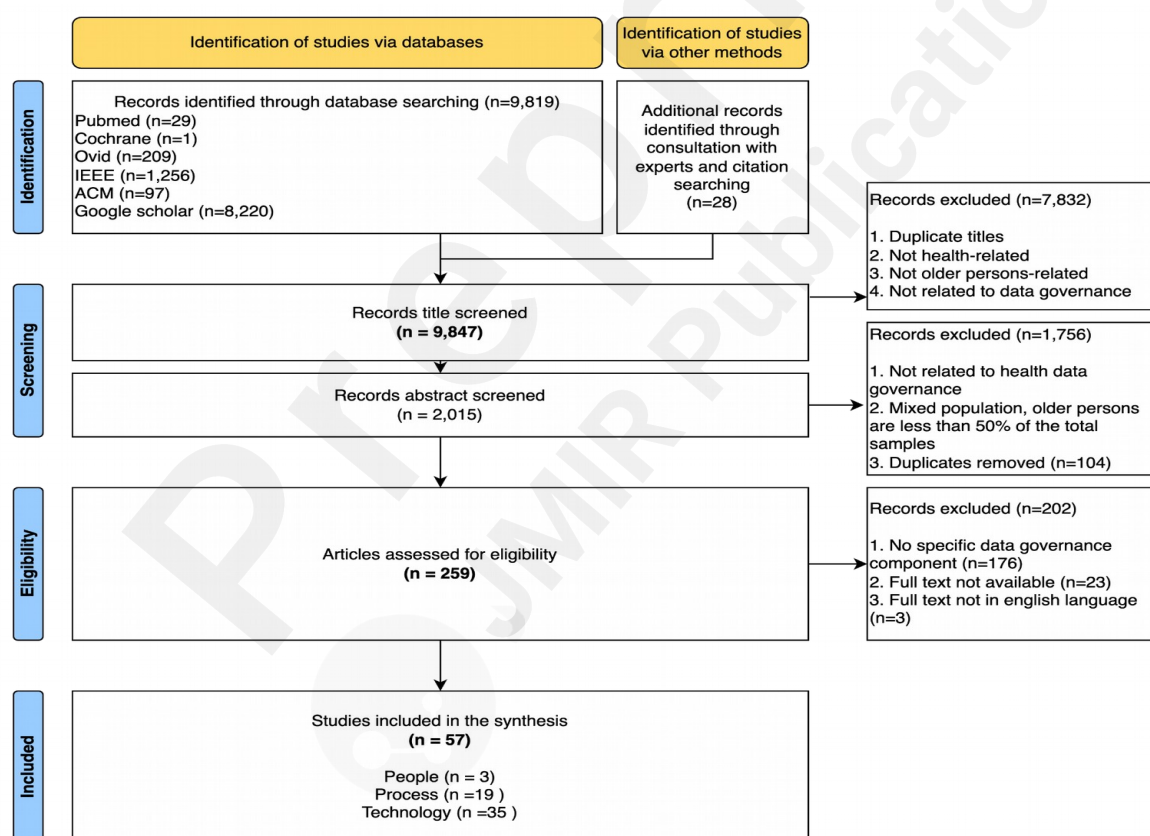 Identification of studies via databases
Identification of studies
via other methods
Identification
Records identified through database searching (n=9,819)
Pubmed (n=29)
Cochrane (n=1)
Ovid (n=209)
IEEE (n=1,256)
ACM (n=97)
Google scholar (n=8,220)
Additional records
identified through
consultation with
experts and citation
searching
(n=28)
Records excluded (n=7,832)
1. Duplicate titles
2. Not health-related
3. Not older persons-related
4. Not related to data governance
Screening
Records title screened
(n = 9,847)
Records abstract screened
(n = 2,015)
Records excluded (n=1,756)
1. Not related to health data
governance
2. Mixed population, older persons
are less than 50% of the total
samples
3. Duplicates removed (n=104)
Eligibility
Articles assessed for eligibility
(n = 259)
Records excluded (n=202)
1. No specific data governance
component (n=176)
2. Full text not available (n=23)
3. Full text not in english language
(n=3)
Included
Studies included in the synthesis
(n = 57)
People (n = 3)
Process (n =19 )
Technology (n =35 )
Prepr
JMIR Publicatio